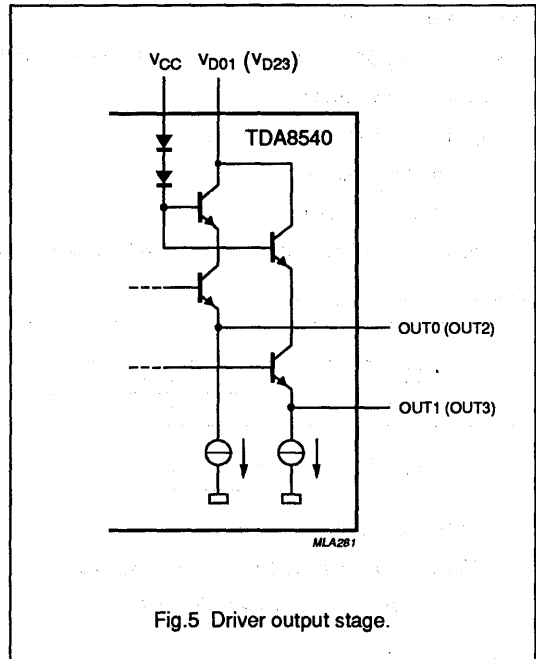 VCC VD01 (VD23)
TDA8540
OUT0 (OUT2)
OUT1 (OUT3)
MLA281
Fig.5 Driver output stage.